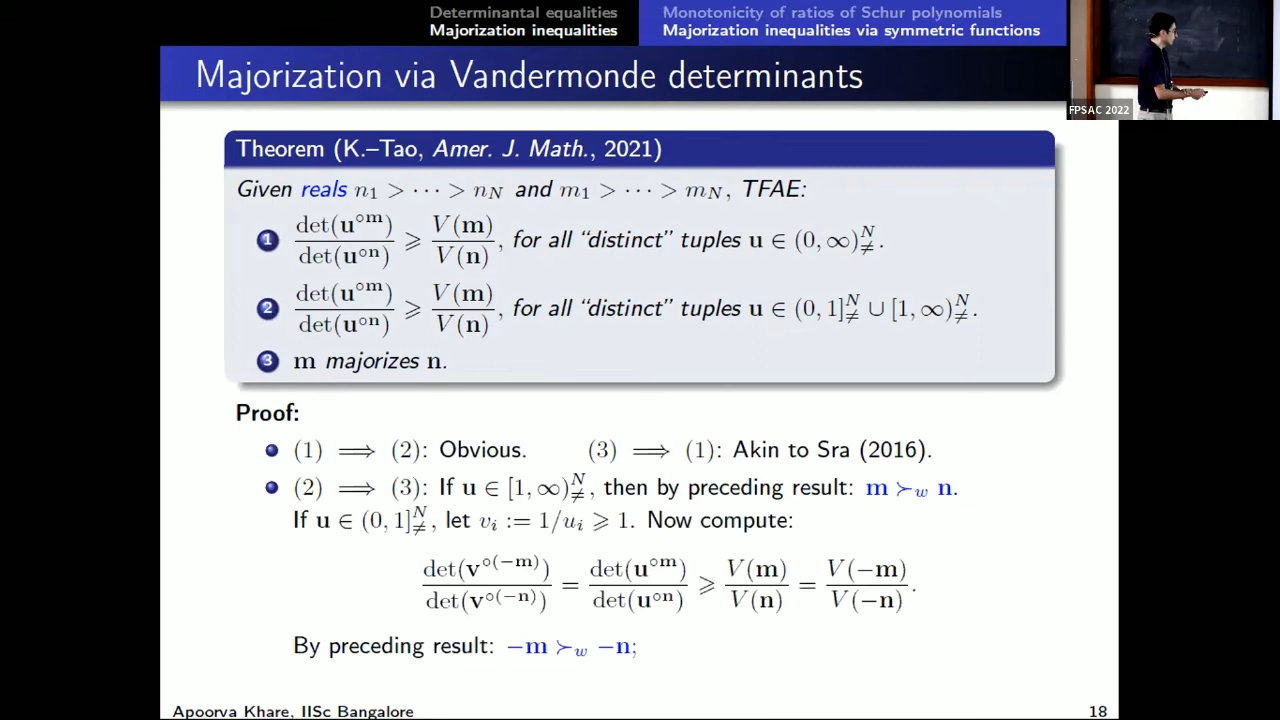 Determinantal equalities
Majorization inequalities
Monotonicity of ratios of Schur polynomials
Majorization inequalities via symmetric functions
FPSAC 2022
Majorization via Vandermonde determinants
Theorem (K.–Tao, Amer. J. Math., 2021)
Given reals n₁ > ⋯ > n_N and m₁ > ⋯ > m_N, TFAE:
1 det(u^{∘m}) / det(u^{∘n}) ⩾ V(m) / V(n), for all “distinct” tuples u ∈ (0, ∞)^N_≠.
2 det(u^{∘m}) / det(u^{∘n}) ⩾ V(m) / V(n), for all “distinct” tuples u ∈ (0, 1]^N_≠ ∪ [1, ∞)^N_≠.
3 m majorizes n.
Proof:
(1) ⟹ (2): Obvious. (3) ⟹ (1): Akin to Sra (2016).
(2) ⟹ (3): If u ∈ [1, ∞)^N_≠, then by preceding result: m ≻_w n.
If u ∈ (0, 1]^N_≠, let v_i := 1/u_i ⩾ 1. Now compute:
det(v^{∘(−m)}) / det(v^{∘(−n)}) = det(u^{∘m}) / det(u^{∘n}) ⩾ V(m) / V(n) = V(−m) / V(−n).
By preceding result: −m ≻_w −n;
Apoorva Khare, IISc Bangalore
18